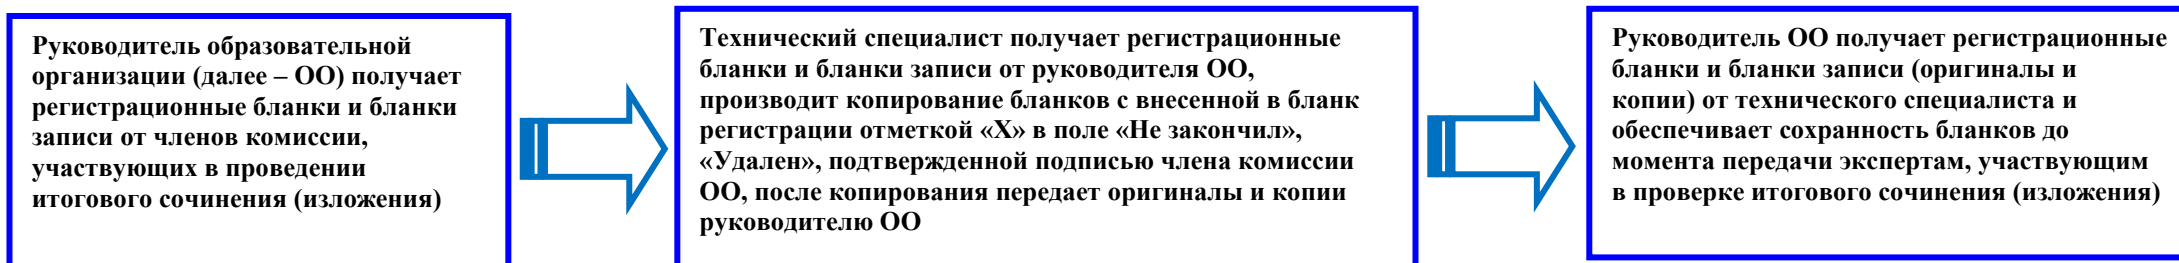 Руководитель образовательной
организации (далее – ОО) получает
регистрационные бланки и бланки
записи от членов комиссии,
участвующих в проведении
итогового сочинения (изложения)
Технический специалист получает регистрационные
бланки и бланки записи от руководителя ОО,
производит копирование бланков с внесенной в бланк
регистрации отметкой «Х» в поле «Не закончил»,
«Удален», подтвержденной подписью члена комиссии
ОО, после копирования передает оригиналы и копии
руководителю ОО
Руководитель ОО получает регистрационные
бланки и бланки записи (оригиналы и
копии) от технического специалиста и
обеспечивает сохранность бланков до
момента передачи экспертам, участвующим
в проверке итогового сочинения (изложения)